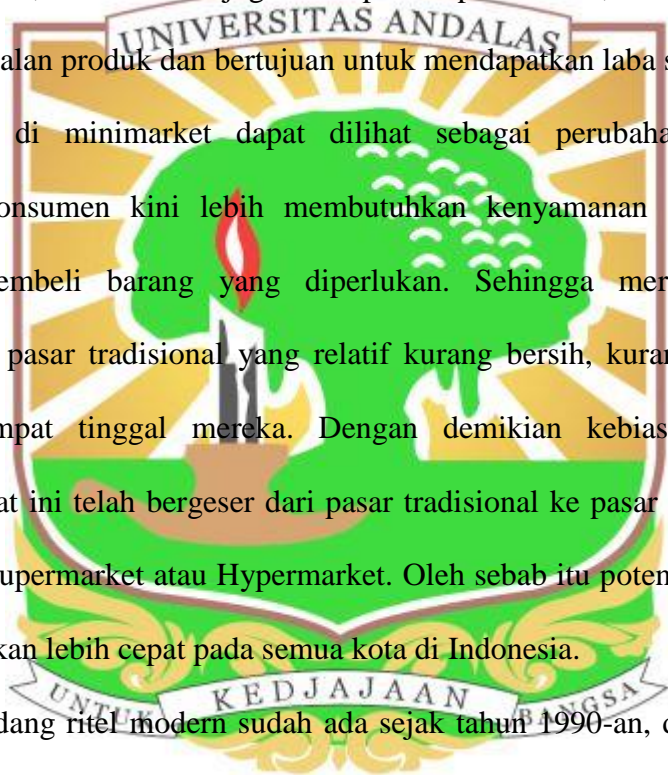 UNIVERSITAS ANDALAS
alan produk dan bertujuan untuk mendapatkan laba
di minimarket dapat dilihat sebagai
onsumen kini lebih membutuhkan kenyamanan
embeli barang yang diperlukan. Sehingga mer
pasar tradisional yang relatif kurang bersih, kuran
mpat tinggal mereka. Dengan demikian kebias
at ini telah bergeser dari pasar tradisional ke pasar
upermarket atau Hypermarket. Oleh sebab itu poten
kan lebih cepat pada semua kota di Indonesia.
UNTUK KEDJAJAAN BANGSA
dang ritel modern sudah ada sejak tahun 1990-an,